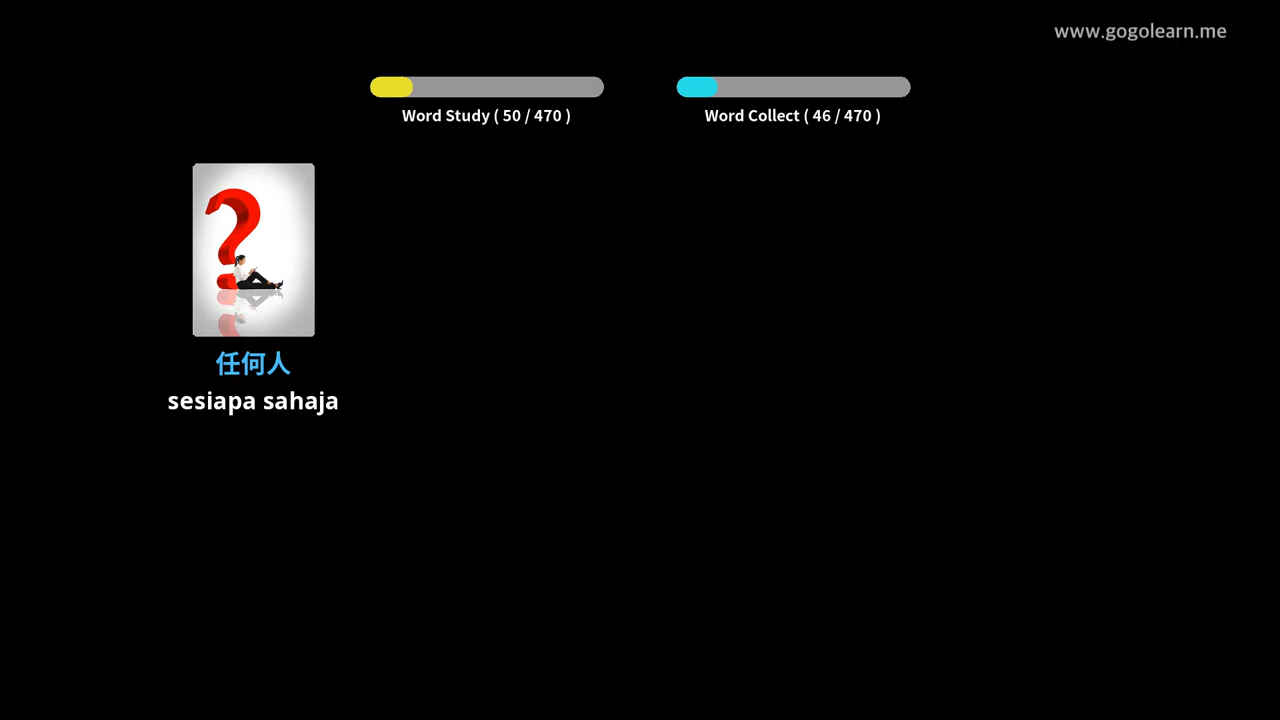 www.gogolearn.me
Word Study ( 50 / 470 )
Word Collect ( 46 / 470 )
任何人
sesiapa sahaja